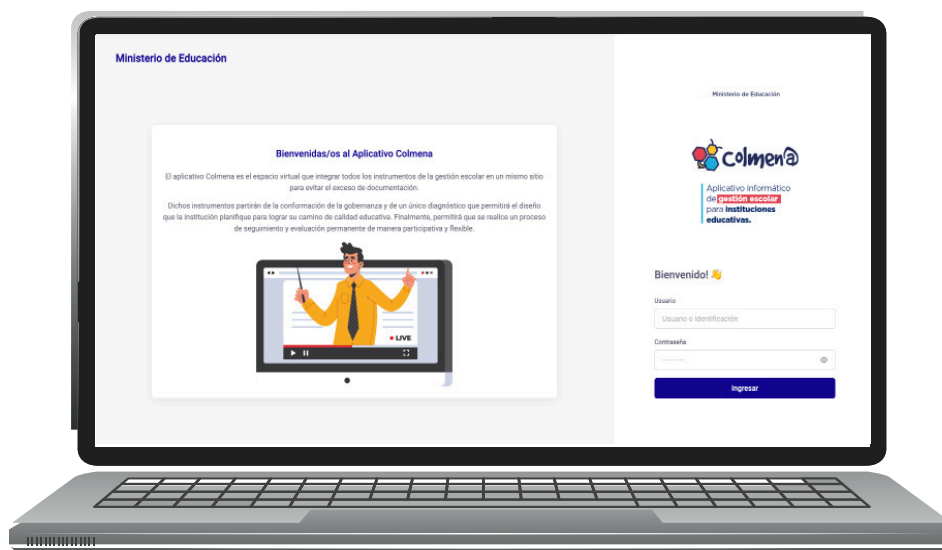 Ministerio de Educación
Bienvenidas/os al Aplicativo Colmena
El aplicativo Colmena es el espacio virtual que integrar todos los instrumentos de la gestión escolar en un mismo sitio
para evitar el exceso de documentación.
Dichos instrumentos partirán de la conformación de la gobernanza y de un único diagnóstico que permitirá el diseño
que la institución planifique para lograr su camino de calidad educativa. Finalmente, permitirá que se realice un proceso
de seguimiento y evaluación permanente de manera participativa y flexible.
LIVE
Ministerio de Educación
Colmen@
Aplicativo informático
de gestión escolar
para instituciones
educativas.
Bienvenido! 👋
Usuario
Usuario o Identificación
Contraseña
Ingresar